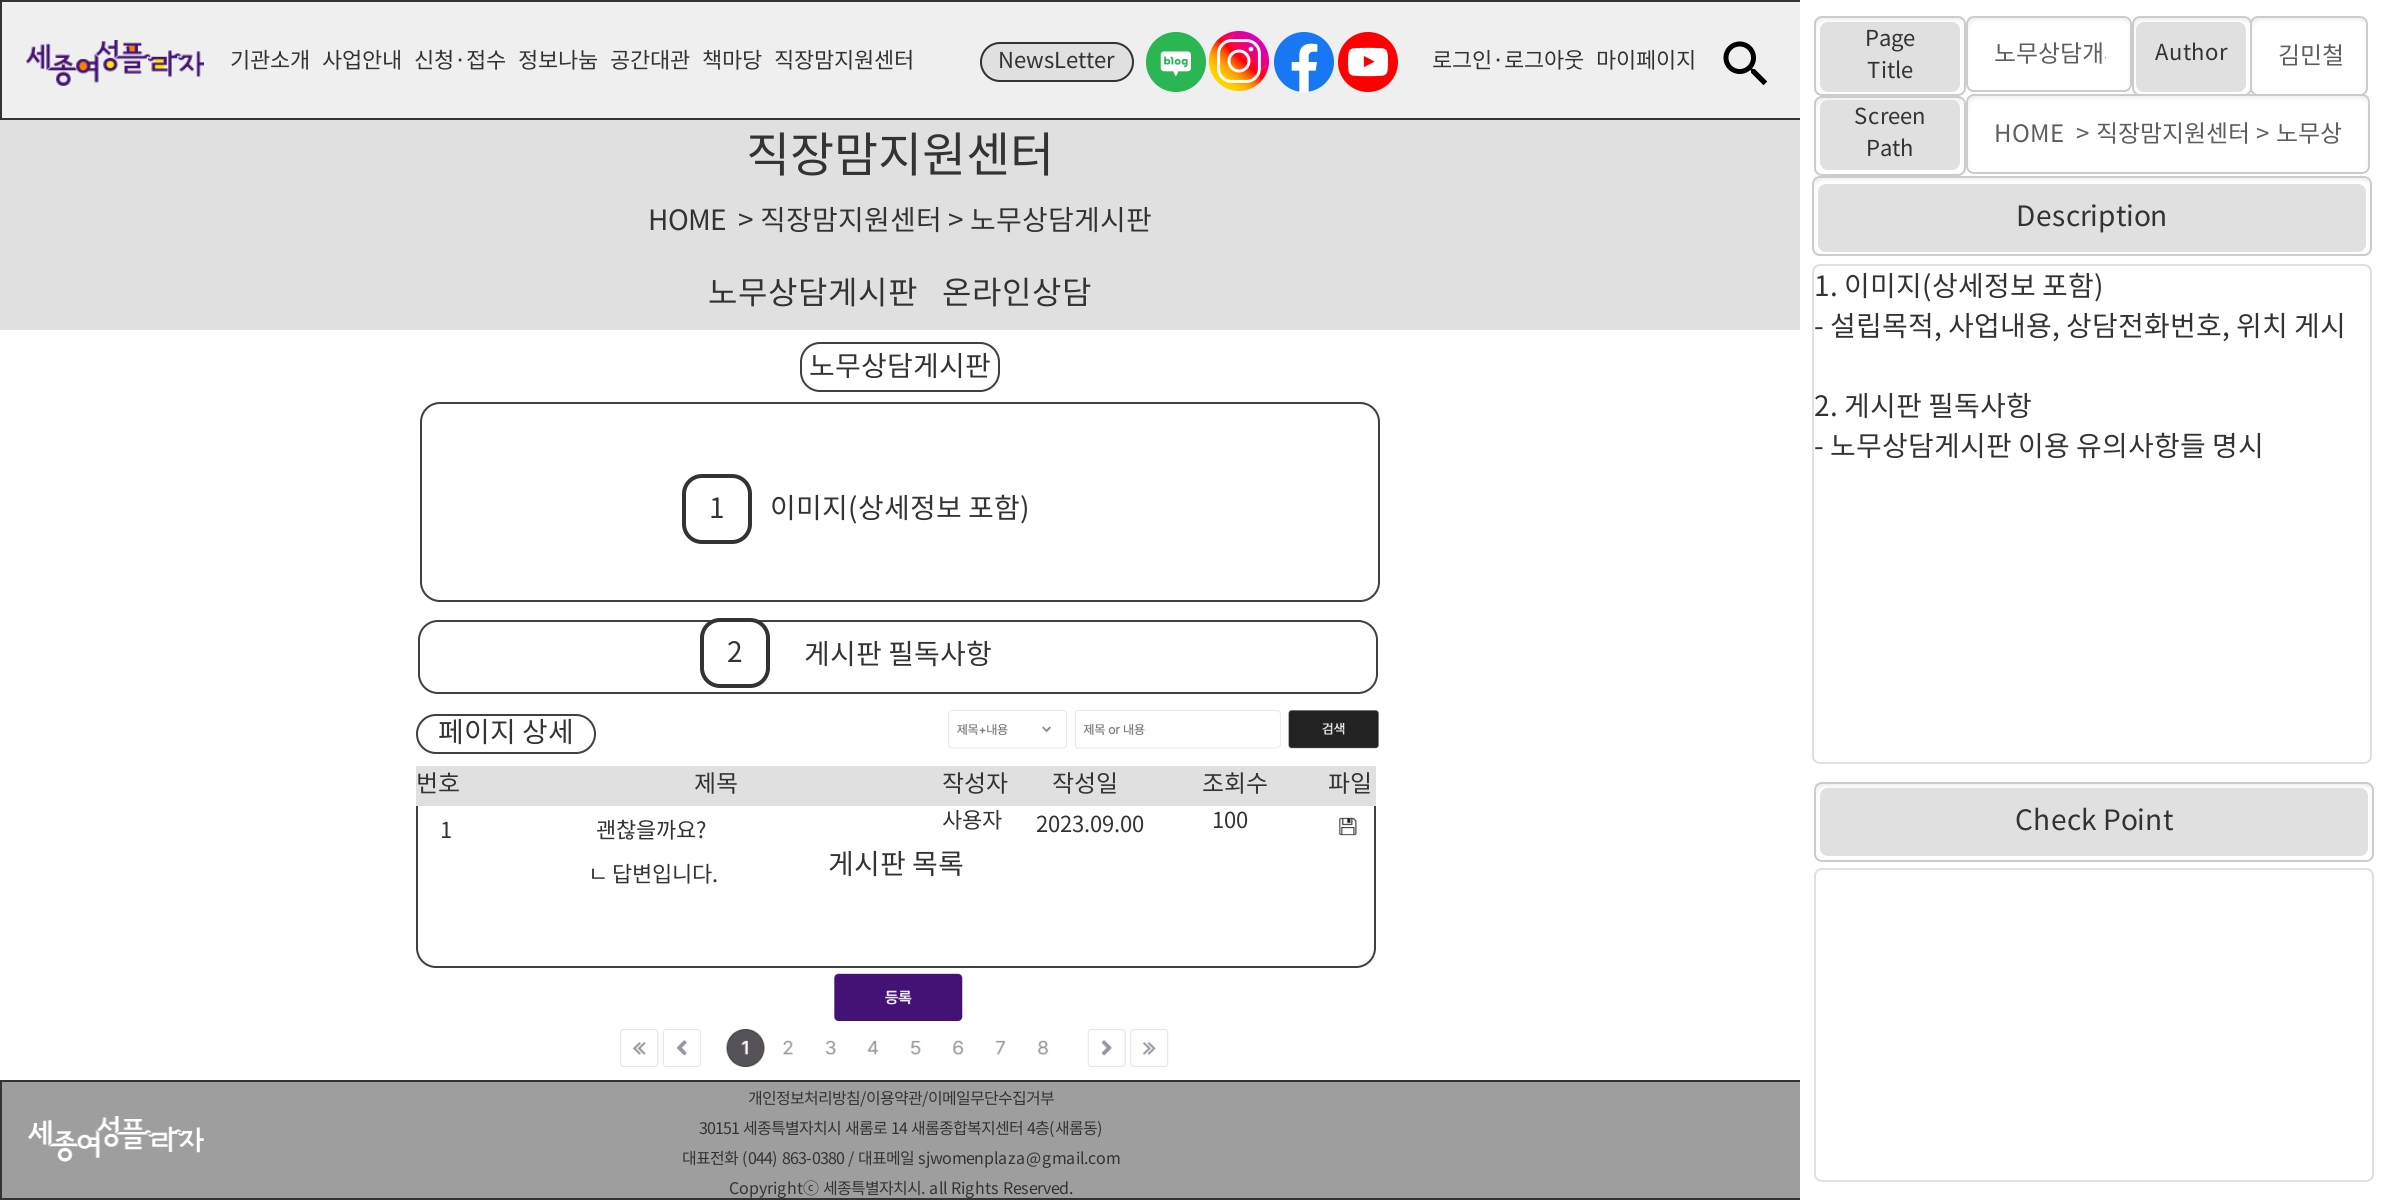 세종여성플라자 기관소개 사업안내 신청·접수 정보나눔 공간대관 책마당 직장맘지원센터 NewsLetter blog 로그인·로그아웃 마이페이지
직장맘지원센터
HOME > 직장맘지원센터 > 노무상담게시판
노무상담게시판 온라인상담
노무상담게시판
1 이미지(상세정보 포함)
2 게시판 필독사항
페이지 상세 제목+내용 제목 or 내용 검색
번호 제목 작성자 작성일 조회수 파일
1 괜찮을까요? 사용자 2023.09.00 100
ㄴ 답변입니다.
게시판 목록
등록
1 2 3 4 5 6 7 8
세종여성플라자
개인정보처리방침/이용약관/이메일무단수집거부
30151 세종특별자치시 새롬로 14 새롬종합복지센터 4층(새롬동)
대표전화 (044) 863-0380 / 대표메일 sjwomenplaza@gmail.com
Copyrightⓒ 세종특별자치시. all Rights Reserved.
Page
Title
노무상담개
Author
김민철
Screen
Path
HOME > 직장맘지원센터 > 노무상
Description
1. 이미지(상세정보 포함)
- 설립목적, 사업내용, 상담전화번호, 위치 게시
2. 게시판 필독사항
- 노무상담게시판 이용 유의사항들 명시
Check Point